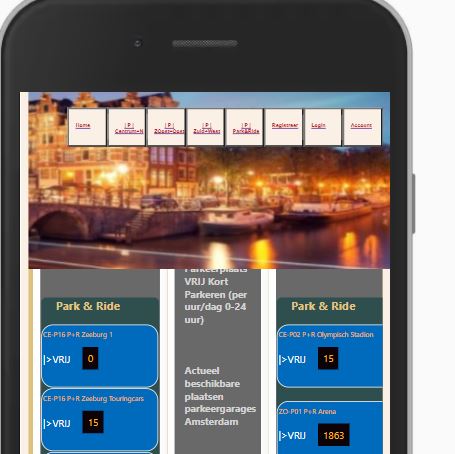 Home
| P |
Centrum+N
| P |
ZOost+Oost
| P |
Zuid+West
| P |
Park&Ride
Registreer
Login
Account
Park & Ride
CE-P16 P+R Zeeburg 1
|>VRIJ 0
CE-P16 P+R Zeeburg Touringcars
|>VRIJ 15
Parkeerplaats
VRIJ Kort
Parkeren (per
uur/dag 0-24
uur)
Actueel
beschikbare
plaatsen
parkeergarages
Amsterdam
Park & Ride
CE-P02 P+R Olympisch Stadion
|>VRIJ 15
ZO-P01 P+R Arena
|>VRIJ 1863